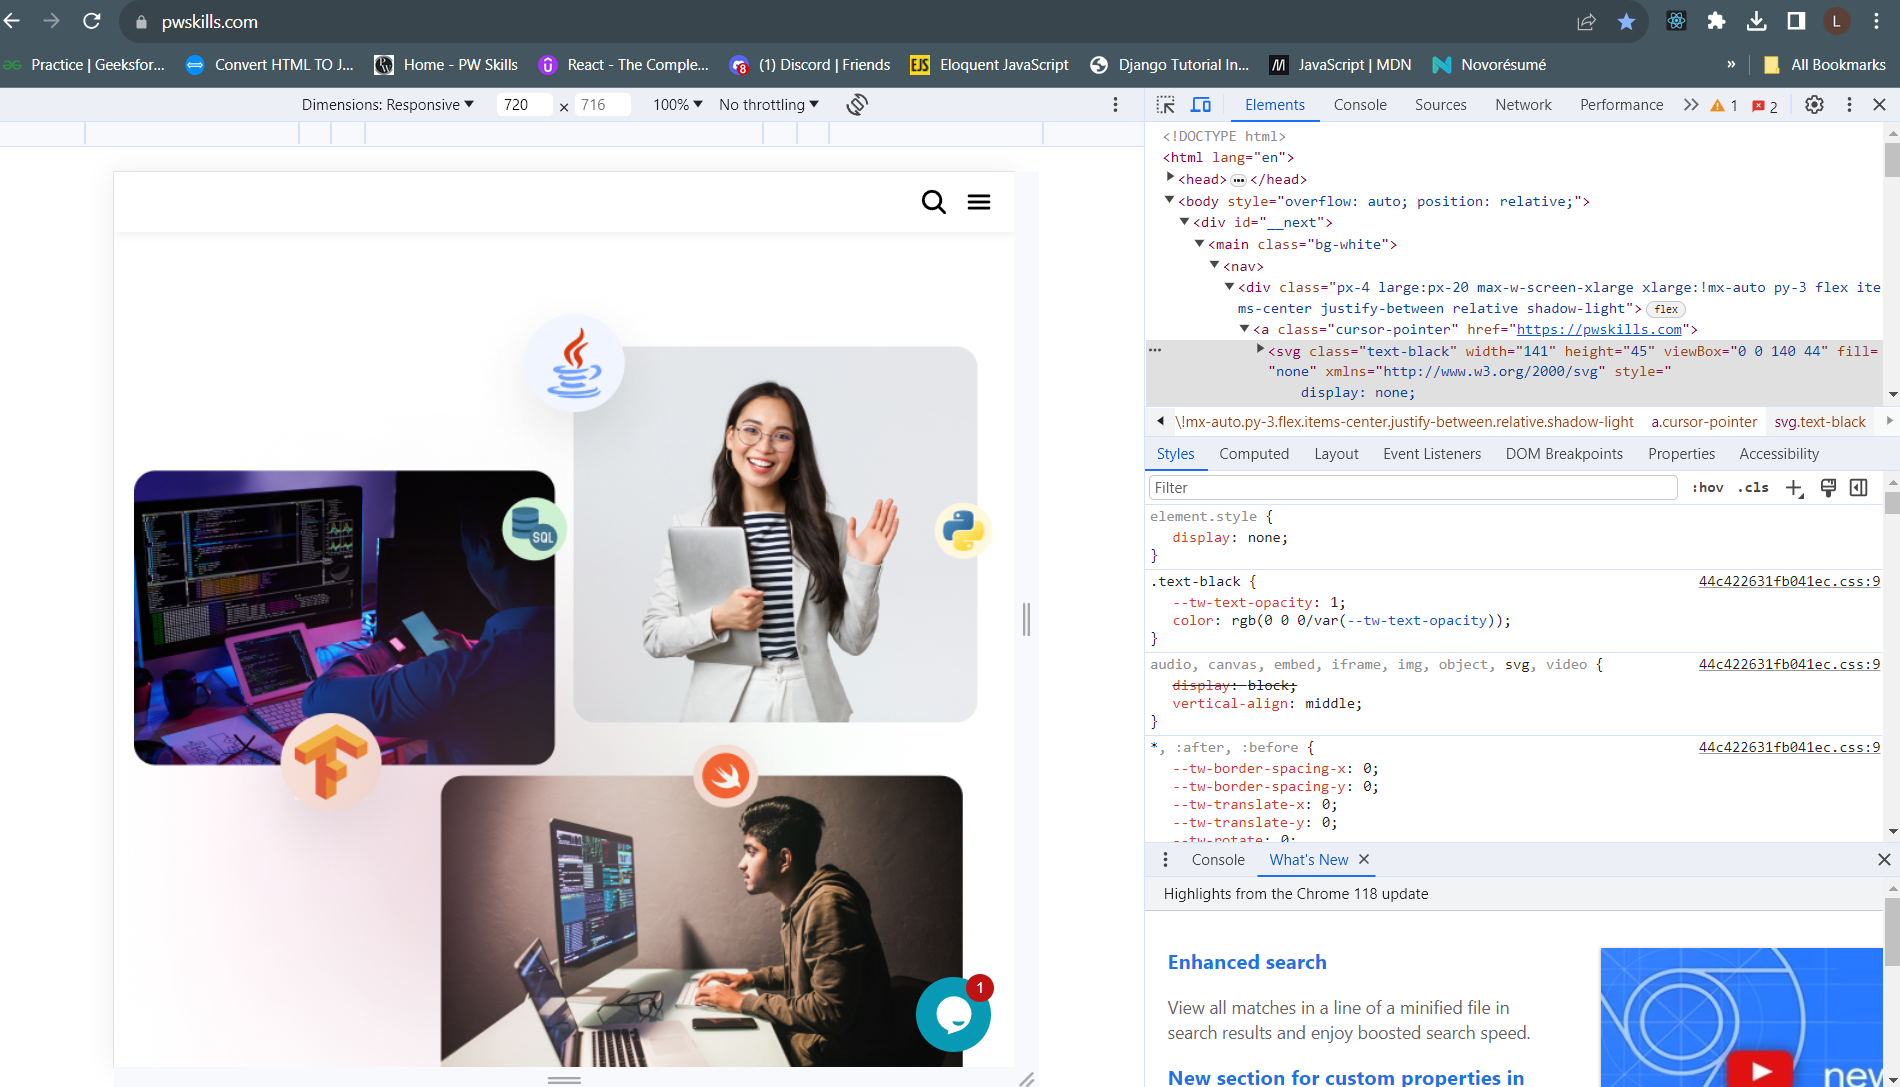 pwskills.com
L
Practice | Geeksfor...
Convert HTML TO J...
Home - PW Skills
React - The Comple...
8
(1) Discord | Friends
EJS
Eloquent JavaScript
Django Tutorial In...
JavaScript | MDN
Novorésumé
»
All Bookmarks
Dimensions: Responsive
720 × 716
100%
No throttling
Elements
Console
Sources
Network
Performance
1
2
<!DOCTYPE html>
<html lang="en">
<head> ••• </head>
<body style="overflow: auto; position: relative;">
<div id="__next">
<main class="bg-white">
<nav>
<div class="px-4 large:px-20 max-w-screen-xlarge xlarge:!mx-auto py-3 flex ite
ms-center justify-between relative shadow-light"> flex
<a class="cursor-pointer" href="https://pwskills.com">
<svg class="text-black" width="141" height="45" viewBox="0 0 140 44" fill=
"none" xmlns="http://www.w3.org/2000/svg" style="
display: none;
\!mx-auto.py-3.flex.items-center.justify-between.relative.shadow-light
a.cursor-pointer
svg.text-black
Styles
Computed
Layout
Event Listeners
DOM Breakpoints
Properties
Accessibility
Filter
:hov
.cls
element.style {
display: none;
}
.text-black {
44c422631fb041ec.css:9
--tw-text-opacity: 1;
color: rgb(0 0 0/var(--tw-text-opacity));
}
audio, canvas, embed, iframe, img, object, svg, video {
44c422631fb041ec.css:9
display: block;
vertical-align: middle;
}
*, :after, :before {
44c422631fb041ec.css:9
--tw-border-spacing-x: 0;
--tw-border-spacing-y: 0;
--tw-translate-x: 0;
--tw-translate-y: 0;
--tw-rotate: 0;
Console
What's New
Highlights from the Chrome 118 update
Enhanced search
View all matches in a line of a minified file in
search results and enjoy boosted search speed.
New section for custom properties in
new
SQL
1